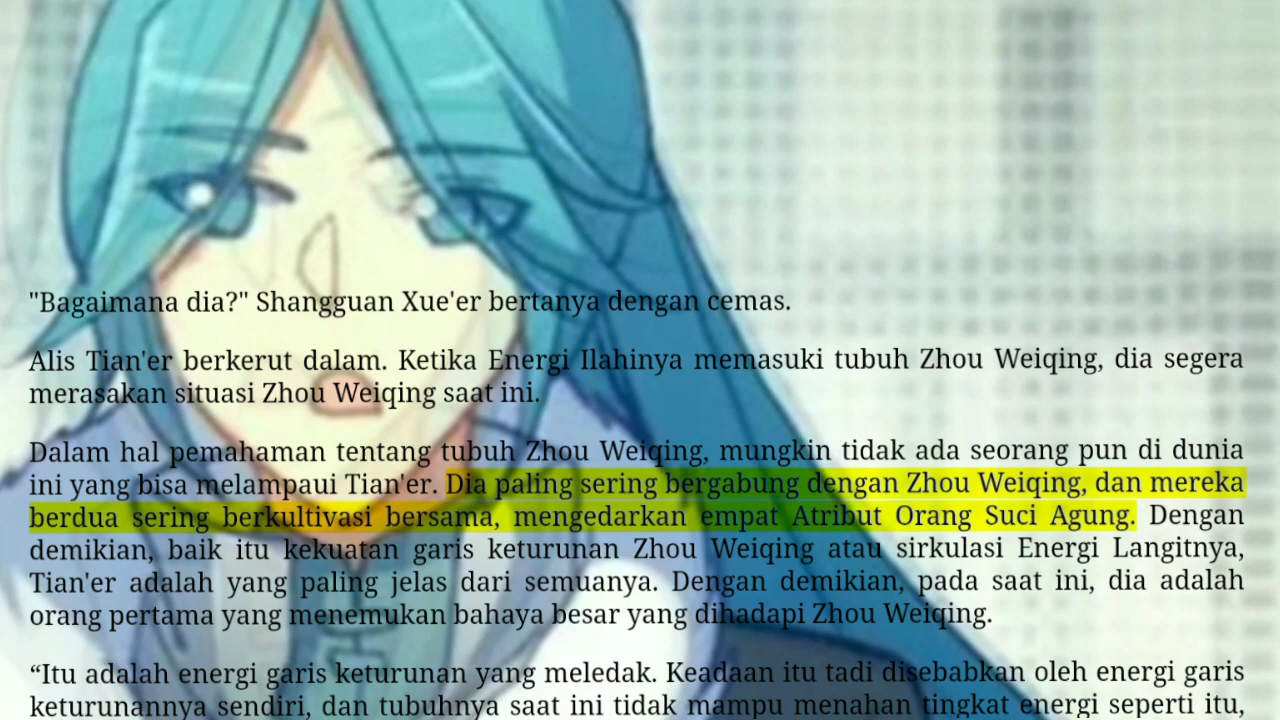 "Bagaimana dia?" Shangguan Xue'er bertanya dengan cemas.
Alis Tian'er berkerut dalam. Ketika Energi Ilahinya memasuki tubuh Zhou Weiqing, dia segera
merasakan situasi Zhou Weiqing saat ini.
Dalam hal pemahaman tentang tubuh Zhou Weiqing, mungkin tidak ada seorang pun di dunia
ini yang bisa melampaui Tian'er. Dia paling sering bergabung dengan Zhou Weiqing, dan mereka
berdua sering berkultivasi bersama, mengedarkan empat Atribut Orang Suci Agung. Dengan
demikian, baik itu kekuatan garis keturunan Zhou Weiqing atau sirkulasi Energi Langitnya,
Tian'er adalah yang paling jelas dari semuanya. Dengan demikian, pada saat ini, dia adalah
orang pertama yang menemukan bahaya besar yang dihadapi Zhou Weiqing.
“Itu adalah energi garis keturunan yang meledak. Keadaan itu tadi disebabkan oleh energi garis
keturunannya sendiri, dan tubuhnya saat ini tidak mampu menahan tingkat energi seperti itu,